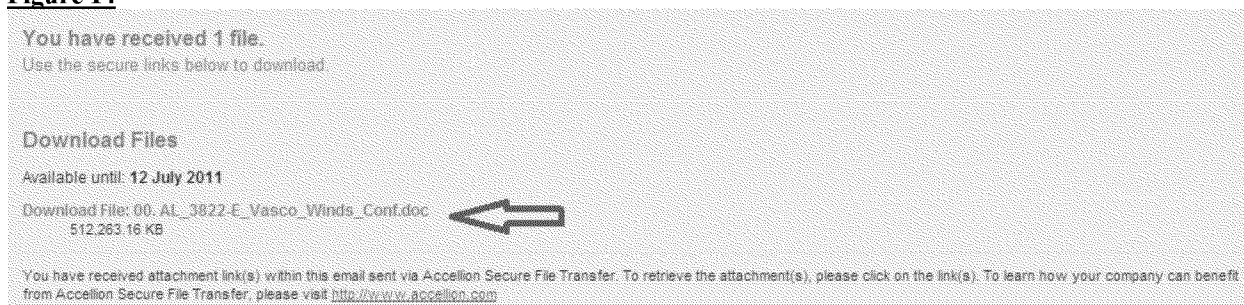 Figure 14
You have received 1 file.
Use the secure links below to download.
Download Files
Available until: 12 July 2011
Download File: 00. AL_3822-E_Vasco_Winds_Conf.doc
512,263.16 KB
You have received attachment link(s) within this email sent via Accellion Secure File Transfer. To retrieve the attachment(s), please click on the link(s). To learn how your company can benefit
from Accellion Secure File Transfer, please visit http://www.accellion.com